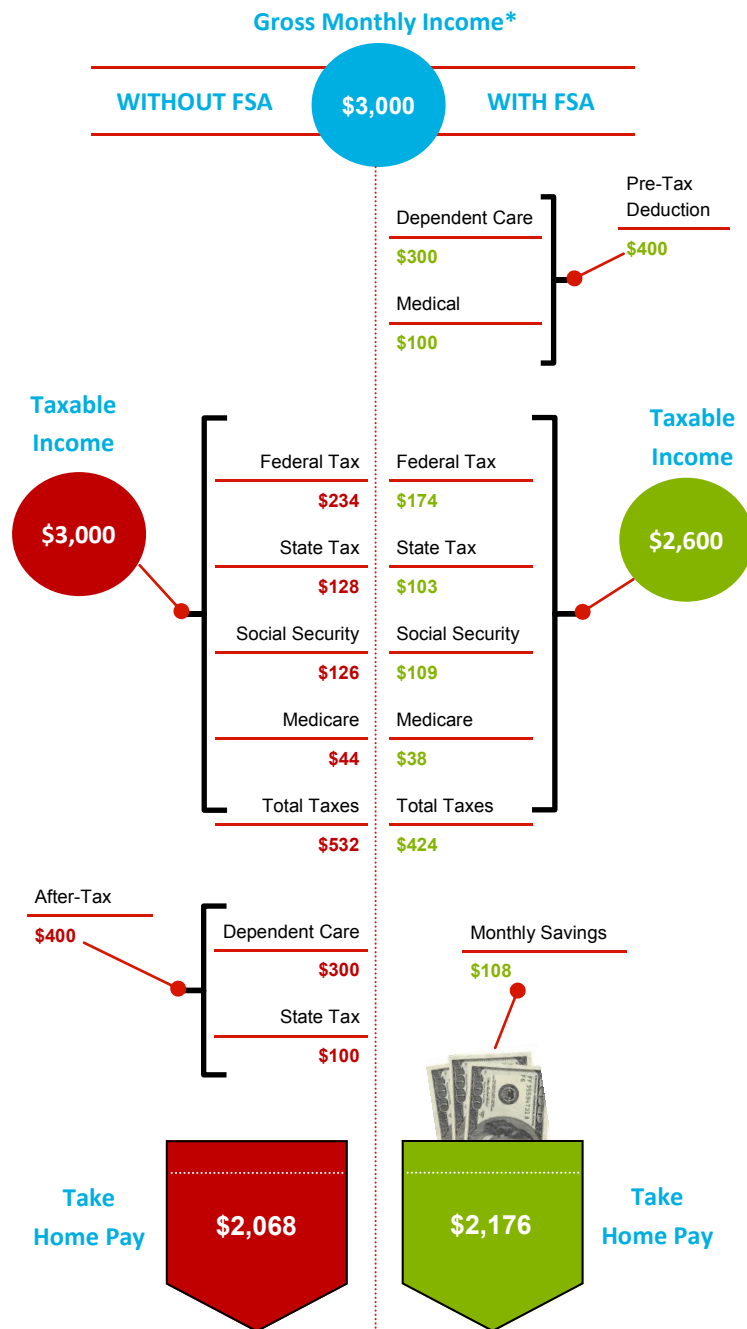 Gross Monthly Income*
WITHOUT FSA
$3,000
WITH FSA
Pre-Tax
Deduction
$400
Dependent Care
$300
Medical
$100
Taxable
Income
$3,000
Federal Tax
$234
State Tax
$128
Social Security
$126
Medicare
$44
Total Taxes
$532
Federal Tax
$174
State Tax
$103
Social Security
$109
Medicare
$38
Total Taxes
$424
Taxable
Income
$2,600
After-Tax
$400
Dependent Care
$300
State Tax
$100
Monthly Savings
$108
Take
Home Pay
$2,068
$2,176
Take
Home Pay